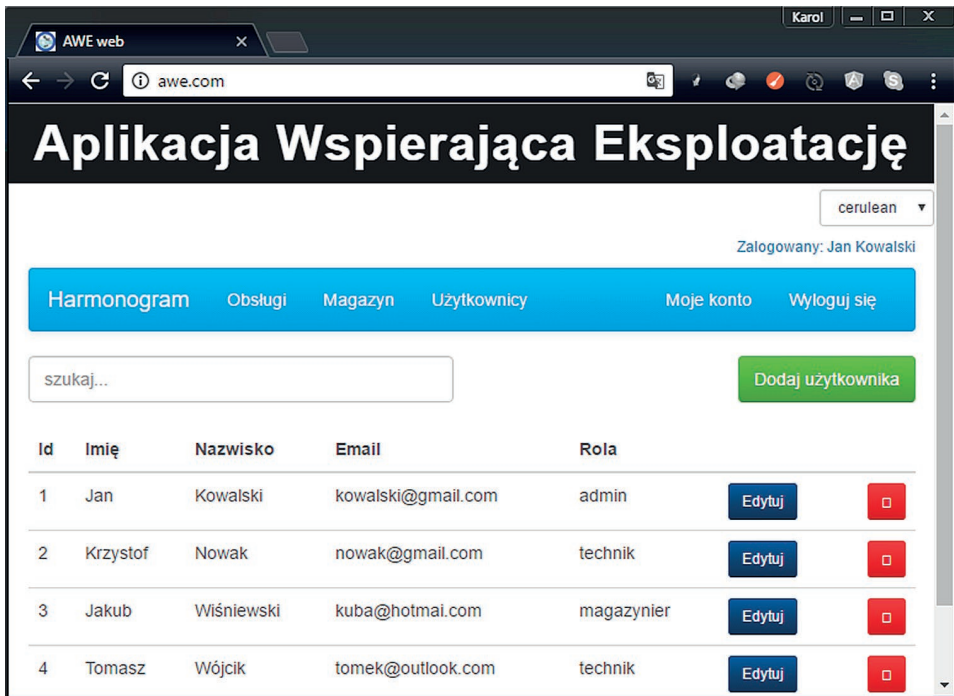 Karol
AWE web
awe.com
Aplikacja Wspierająca Eksploatację
cerulean
Zalogowany: Jan Kowalski
Harmonogram Obsługi Magazyn Użytkownicy Moje konto Wyloguj się
szukaj... Dodaj użytkownika
Id Imię Nazwisko Email Rola
1 Jan Kowalski kowalski@gmail.com admin Edytuj
2 Krzystof Nowak nowak@gmail.com technik Edytuj
3 Jakub Wiśniewski kuba@hotmai.com magazynier Edytuj
4 Tomasz Wójcik tomek@outlook.com technik Edytuj